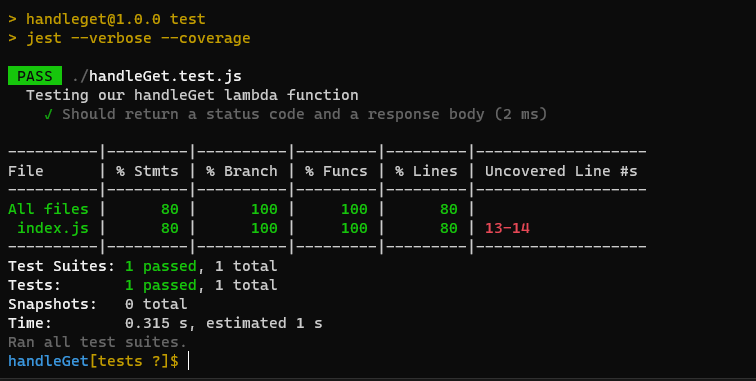 > handleget@1.0.0 test
> jest --verbose --coverage
PASS ./handleGet.test.js
Testing our handleGet lambda function
✓ Should return a status code and a response body (2 ms)
----------|---------|----------|---------|---------|-------------------
File      | % Stmts | % Branch | % Funcs | % Lines | Uncovered Line #s
----------|---------|----------|---------|---------|-------------------
All files |      80 |      100 |     100 |      80 |
 index.js |      80 |      100 |     100 |      80 | 13-14
----------|---------|----------|---------|---------|-------------------
Test Suites: 1 passed, 1 total
Tests:       1 passed, 1 total
Snapshots:   0 total
Time:        0.315 s, estimated 1 s
Ran all test suites.
handleGet[tests ?]$